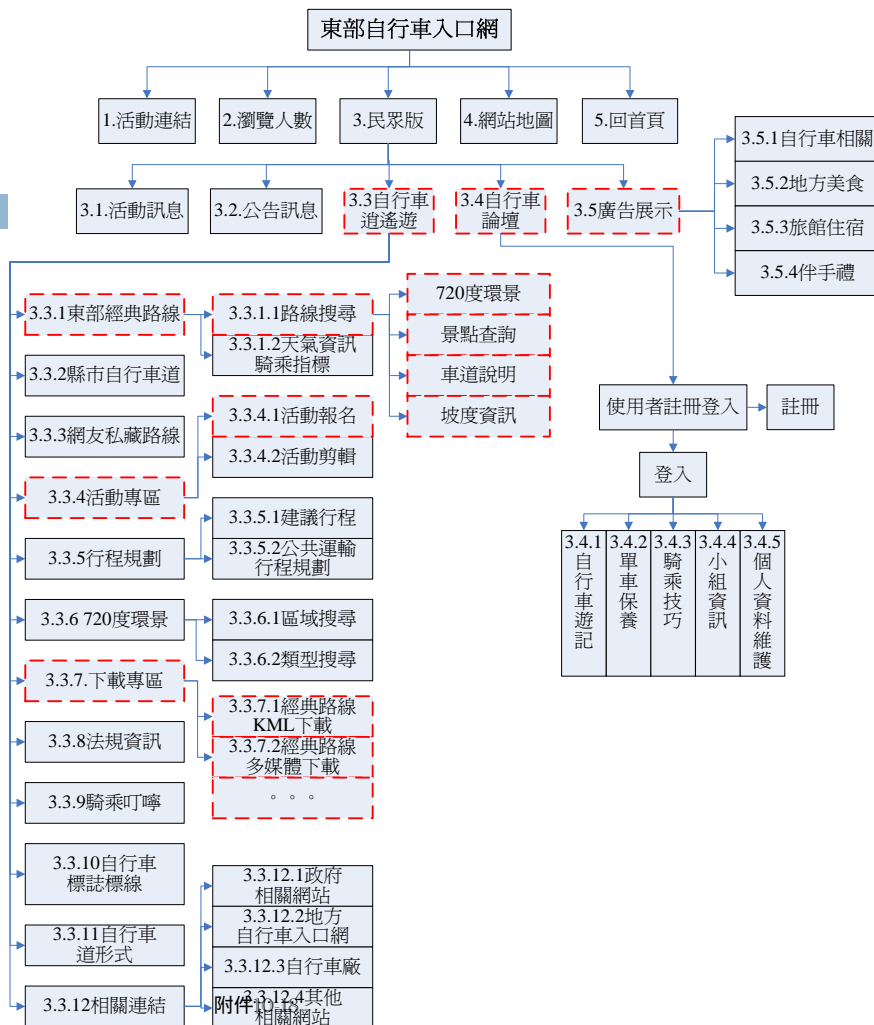 東部自行車入口網
1.活動連結
2.瀏覽人數
3.民眾版
4.網站地圖
5.回首頁
3.1.活動訊息
3.2.公告訊息
3.3自行車
逍遙遊
3.4自行車
論壇
3.5廣告展示
3.5.1自行車相關
3.5.2地方美食
3.5.3旅館住宿
3.5.4伴手禮
3.3.1東部經典路線
3.3.1.1路線搜尋
3.3.1.2天氣資訊
騎乘指標
720度環景
景點查詢
車道說明
坡度資訊
3.3.2縣市自行車道
3.3.3網友私藏路線
3.3.4活動專區
3.3.4.1活動報名
3.3.4.2活動剪輯
3.3.5行程規劃
3.3.5.1建議行程
3.3.5.2公共運輸
行程規劃
3.3.6 720度環景
3.3.6.1區域搜尋
3.3.6.2類型搜尋
3.3.7.下載專區
3.3.7.1經典路線
KML下載
3.3.7.2經典路線
多媒體下載
。。。
3.3.8法規資訊
3.3.9騎乘叮嚀
3.3.10自行車
標誌標線
3.3.11自行車
道形式
3.3.12相關連結
3.3.12.1政府
相關網站
3.3.12.2地方
自行車入口網
3.3.12.3自行車廠
3.3.12.4其他
相關網站
附件10-18
使用者註冊登入
註冊
登入
3.4.1
自行車遊記
3.4.2
單車保養
3.4.3
騎乘技巧
3.4.4
小組資訊
3.4.5
個人資料維護